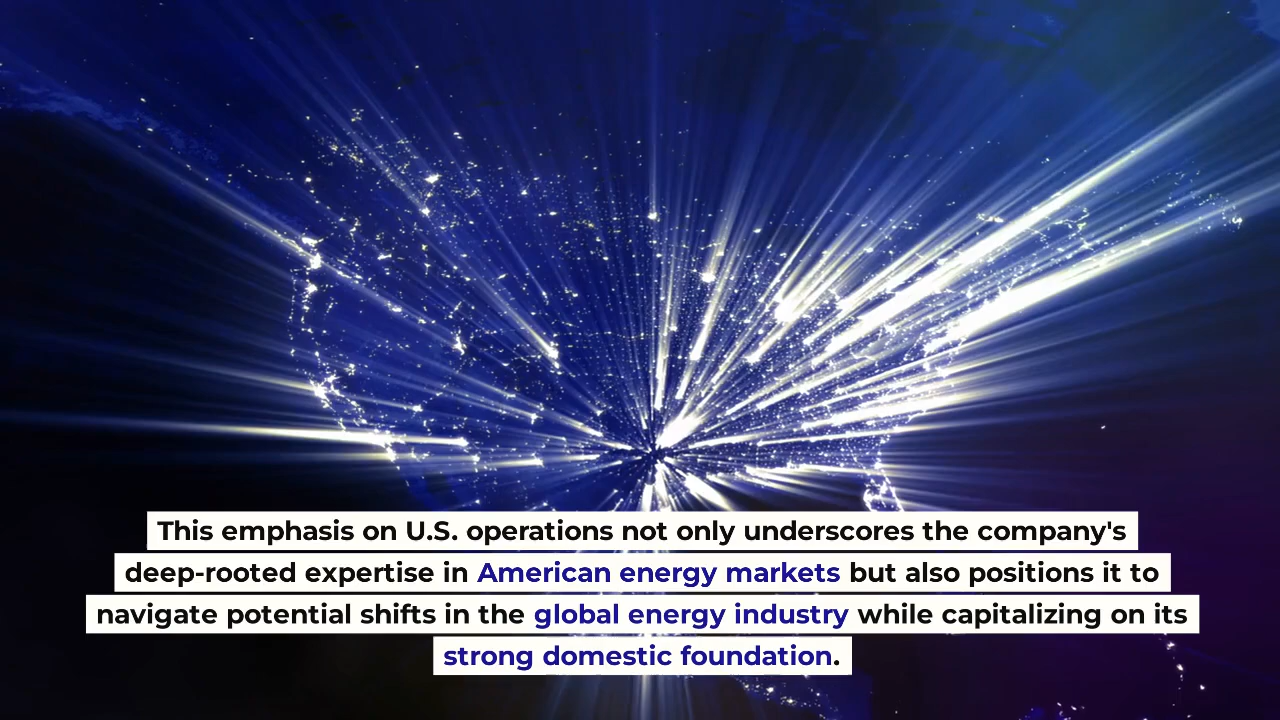 This emphasis on U.S. operations not only underscores the company's
deep-rooted expertise in American energy markets but also positions it to
navigate potential shifts in the global energy industry while capitalizing on its
strong domestic foundation.